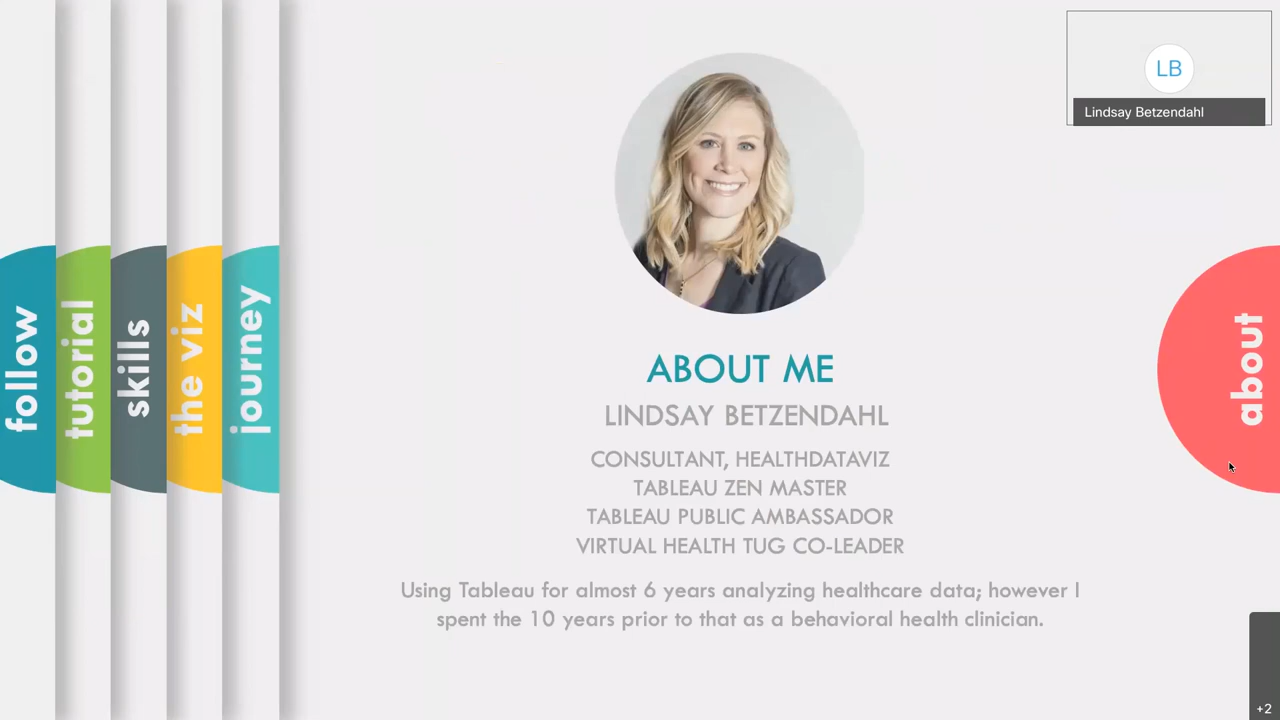 LB
Lindsay Betzendahl
follow
tutorial
skills
the viz
journey
about
ABOUT ME
LINDSAY BETZENDAHL
CONSULTANT, HEALTHDATAVIZ
TABLEAU ZEN MASTER
TABLEAU PUBLIC AMBASSADOR
VIRTUAL HEALTH TUG CO-LEADER
Using Tableau for almost 6 years analyzing healthcare data; however I
spent the 10 years prior to that as a behavioral health clinician.
+2